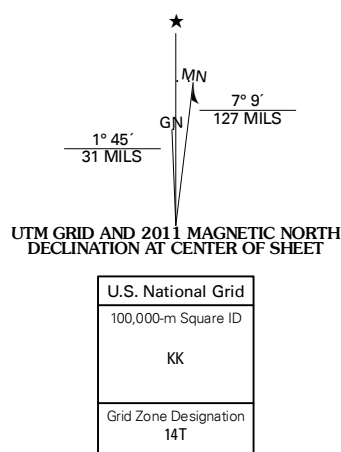 MN
GN
7° 9´
127 MILS
1° 45´
31 MILS
UTM GRID AND 2011 MAGNETIC NORTH
DECLINATION AT CENTER OF SHEET
U.S. National Grid
100,000-m Square ID
KK
Grid Zone Designation
14T